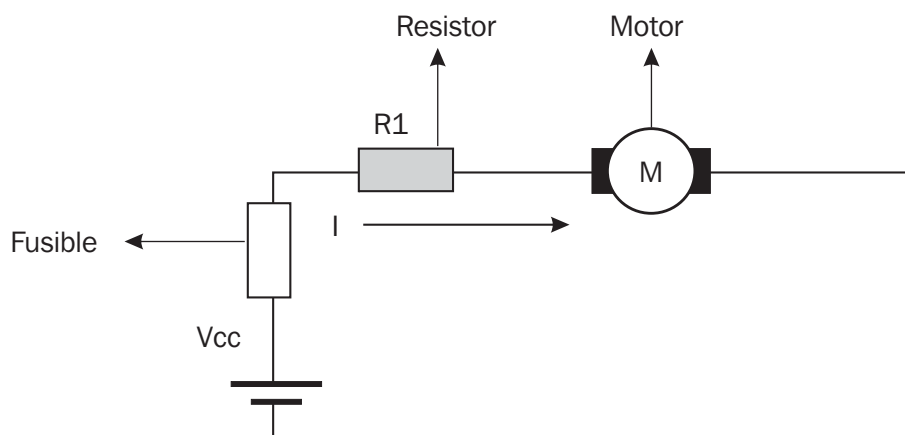 Resistor
Motor
R1
M
I
Fusible
Vcc